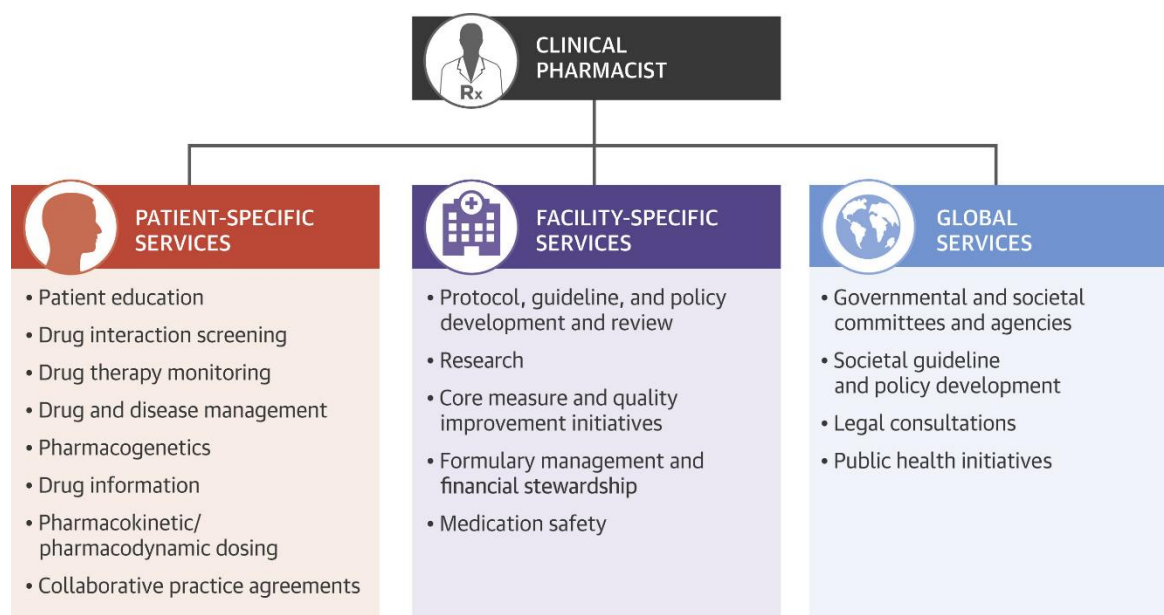 CLINICAL
PHARMACIST
Rx
PATIENT-SPECIFIC
SERVICES
• Patient education
• Drug interaction screening
• Drug therapy monitoring
• Drug and disease management
• Pharmacogenetics
• Drug information
• Pharmacokinetic/
pharmacodynamic dosing
• Collaborative practice agreements
FACILITY-SPECIFIC
SERVICES
• Protocol, guideline, and policy
development and review
• Research
• Core measure and quality
improvement initiatives
• Formulary management and
financial stewardship
• Medication safety
GLOBAL
SERVICES
• Governmental and societal
committees and agencies
• Societal guideline
and policy development
• Legal consultations
• Public health initiatives